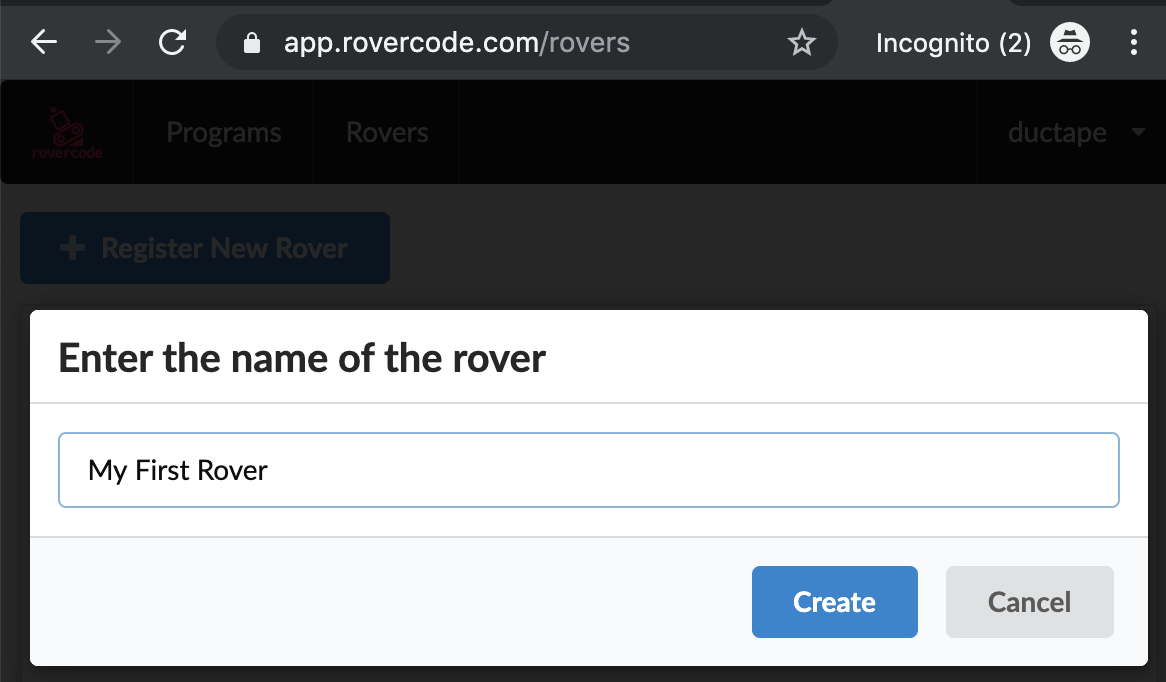 app.rovercode.com/rovers
Incognito (2)
rovercode
Programs
Rovers
ductape
Register New Rover
Enter the name of the rover
My First Rover
Create
Cancel